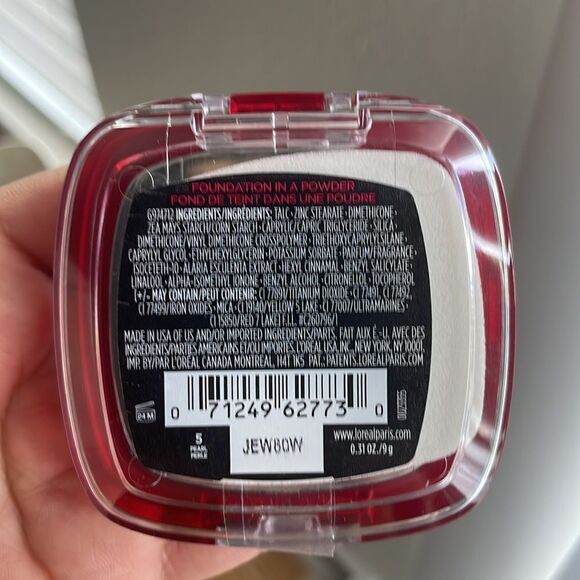 FOUNDATION IN A POWDER
FOND DE TEINT DANS UNE POUDRE
G974712 INGREDIENTS/INGRÉDIENTS: TALC • ZINC STEARATE • DIMETHICONE •
ZEA MAYS STARCH/CORN STARCH • CAPRYLIC/CAPRIC TRIGLYCERIDE • SILICA •
DIMETHICONE/VINYL DIMETHICONE CROSSPOLYMER • TRIETHOXYCAPRYLYLSILANE •
CAPRYLYL GLYCOL • ETHYLHEXYLGLYCERIN • POTASSIUM SORBATE • PARFUM/FRAGRANCE •
ISOCETETH-10 • ALARIA ESCULENTA EXTRACT • HEXYL CINNAMAL • BENZYL SALICYLATE •
LINALOOL • ALPHA-ISOMETHYL IONONE • BENZYL ALCOHOL • CITRONELLOL • TOCOPHEROL
[+/- MAY CONTAIN/PEUT CONTENIR: CI 77891/TITANIUM DIOXIDE • CI 77491, CI 77492,
CI 77499/IRON OXIDES • MICA • CI 19140/YELLOW 5 LAKE • CI 77007/ULTRAMARINES •
CI 15850/RED 7 LAKE] F.I.L. #C260796/1
MADE IN USA OF US AND/OR IMPORTED INGREDIENTS/PARTS. FAIT AUX É.-U. AVEC DES
INGRÉDIENTS/PARTIES AMÉRICAINS ET/OU IMPORTÉS. DIST. L'ORÉAL USA, INC., NEW YORK, NY 10001.
IMP. BY/PAR L'ORÉAL CANADA MONTRÉAL, H4T 1K5 PAT.: PATENTS.LOREALPARIS.COM
24 M
0 71249 62773 0
5
PEARL
PERLE
JEW80W
www.lorealparis.com
0.31 OZ./9 g